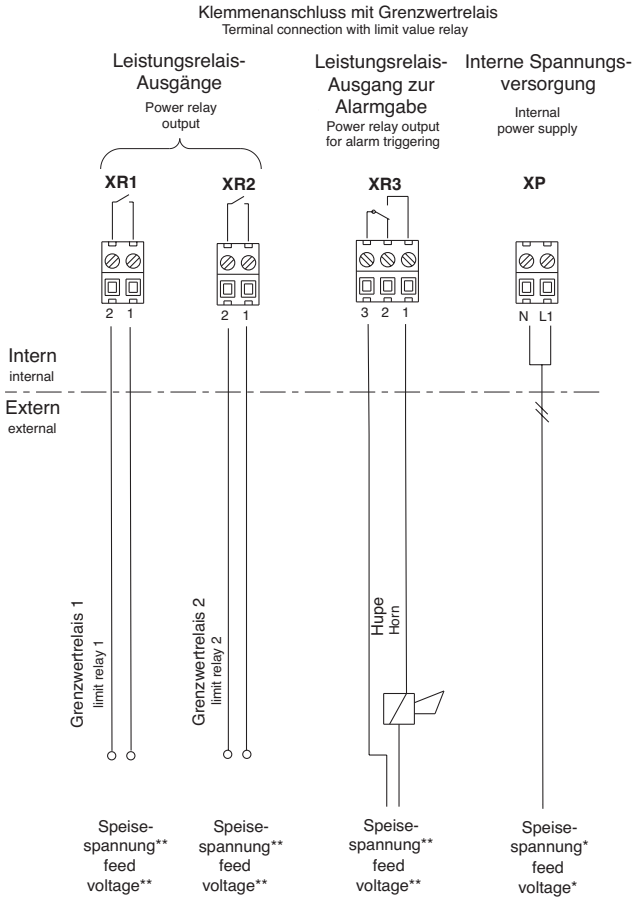 Klemmenanschluss mit Grenzwertrelais
Terminal connection with limit value relay
Leistungsrelais-
Ausgänge
Power relay
output
Leistungsrelais-
Ausgang zur
Alarmgabe
Power relay output
for alarm triggering
Interne Spannungs-
versorgung
Internal
power supply
XR1
XR2
XR3
XP
2 1
2 1
3 2 1
N L1
Intern
internal
Extern
external
Grenzwertrelais 1
limit relay 1
Grenzwertrelais 2
limit relay 2
Hupe
Horn
Speise-
spannung**
feed
voltage**
Speise-
spannung**
feed
voltage**
Speise-
spannung**
feed
voltage**
Speise-
spannung*
feed
voltage*